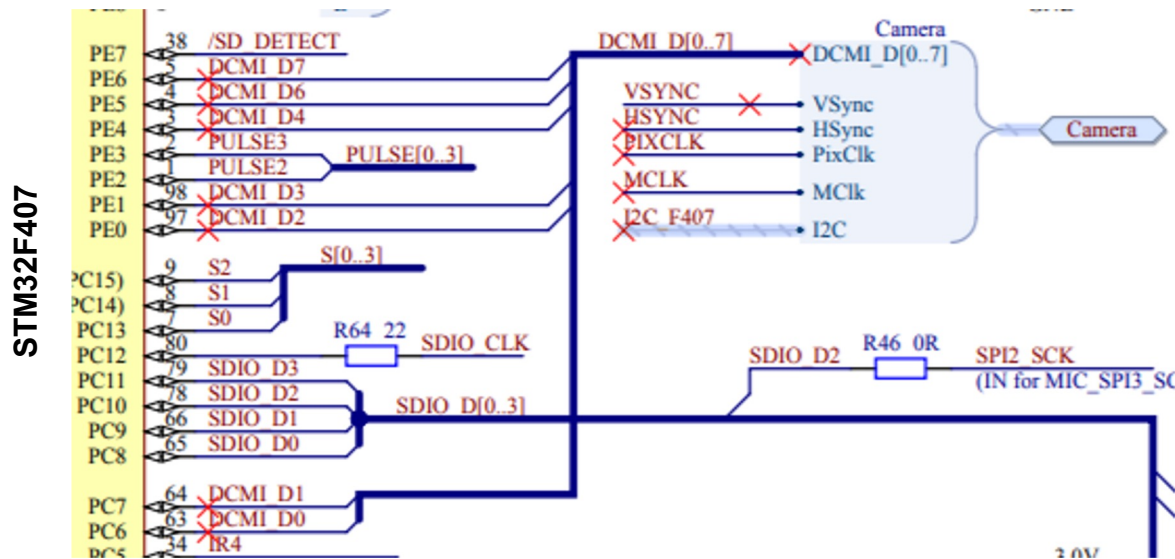 STM32F407
PE7 38 /SD_DETECT
PE6 5 DCMI_D7
PE5 4 DCMI_D6
PE4 3 DCMI_D4
PE3 2 PULSE3
PE2 1 PULSE2
PULSE[0..3]
PE1 98 DCMI_D3
PE0 97 DCMI_D2
PC15) 9 S2
PC14) 8 S1
PC13 7 S0
S[0..3]
PC12 80 R64 22 SDIO_CLK
PC11 79 SDIO_D3
PC10 78 SDIO_D2
PC9 66 SDIO_D1
PC8 65 SDIO_D0
SDIO_D[0..3]
PC7 64 DCMI_D1
PC6 63 DCMI_D0
PC5 34 IR4
Camera
DCMI_D[0..7] DCMI_D[0..7]
VSYNC VSync
HSYNC HSync
PIXCLK PixClk
MCLK MClk
I2C_F407 I2C
Camera
SDIO_D2 R46 0R SPI2_SCK
(IN for MIC_SPI3_SC
3.0V